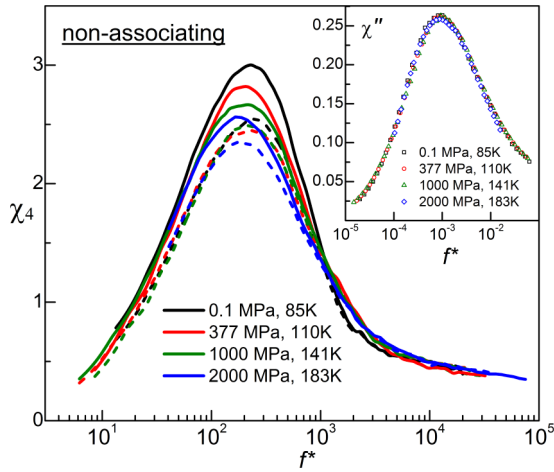 non-associating
χ4
3
2
1
0
10^1
10^2
10^3
10^4
10^5
f*
0.1 MPa, 85K
377 MPa, 110K
1000 MPa, 141K
2000 MPa, 183K
χ''
0.25
0.20
0.15
0.10
0.05
10^-5
10^-4
10^-3
10^-2
f*
0.1 MPa, 85K
377 MPa, 110K
1000 MPa, 141K
2000 MPa, 183K